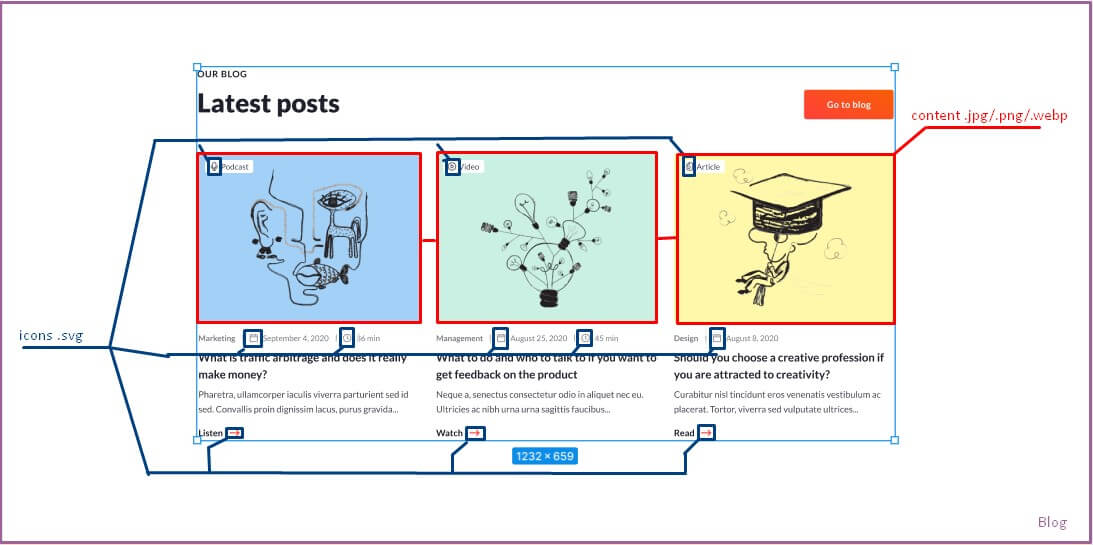 OUR BLOG
Latest posts
Go to blog
content .jpg/.png/.webp
Podcast
Video
Article
icons .svg
Marketing September 4, 2020 | 36 min
What is traffic arbitrage and does it really
make money?
Pharetra, ullamcorper iaculis viverra parturient sed id
sed. Convallis proin dignissim lacus, purus gravida...
Listen →
Management August 25, 2020 | 45 min
What to do and who to talk to if you want to
get feedback on the product
Neque a, senectus consectetur odio in aliquet nec eu.
Ultricies ac nibh urna urna sagittis faucibus...
Watch →
Design | August 8, 2020
Should you choose a creative profession if
you are attracted to creativity?
Curabitur nisl tincidunt eros venenatis vestibulum ac
placerat. Tortor, viverra sed vulputate ultrices...
Read →
1232 × 659
Blog